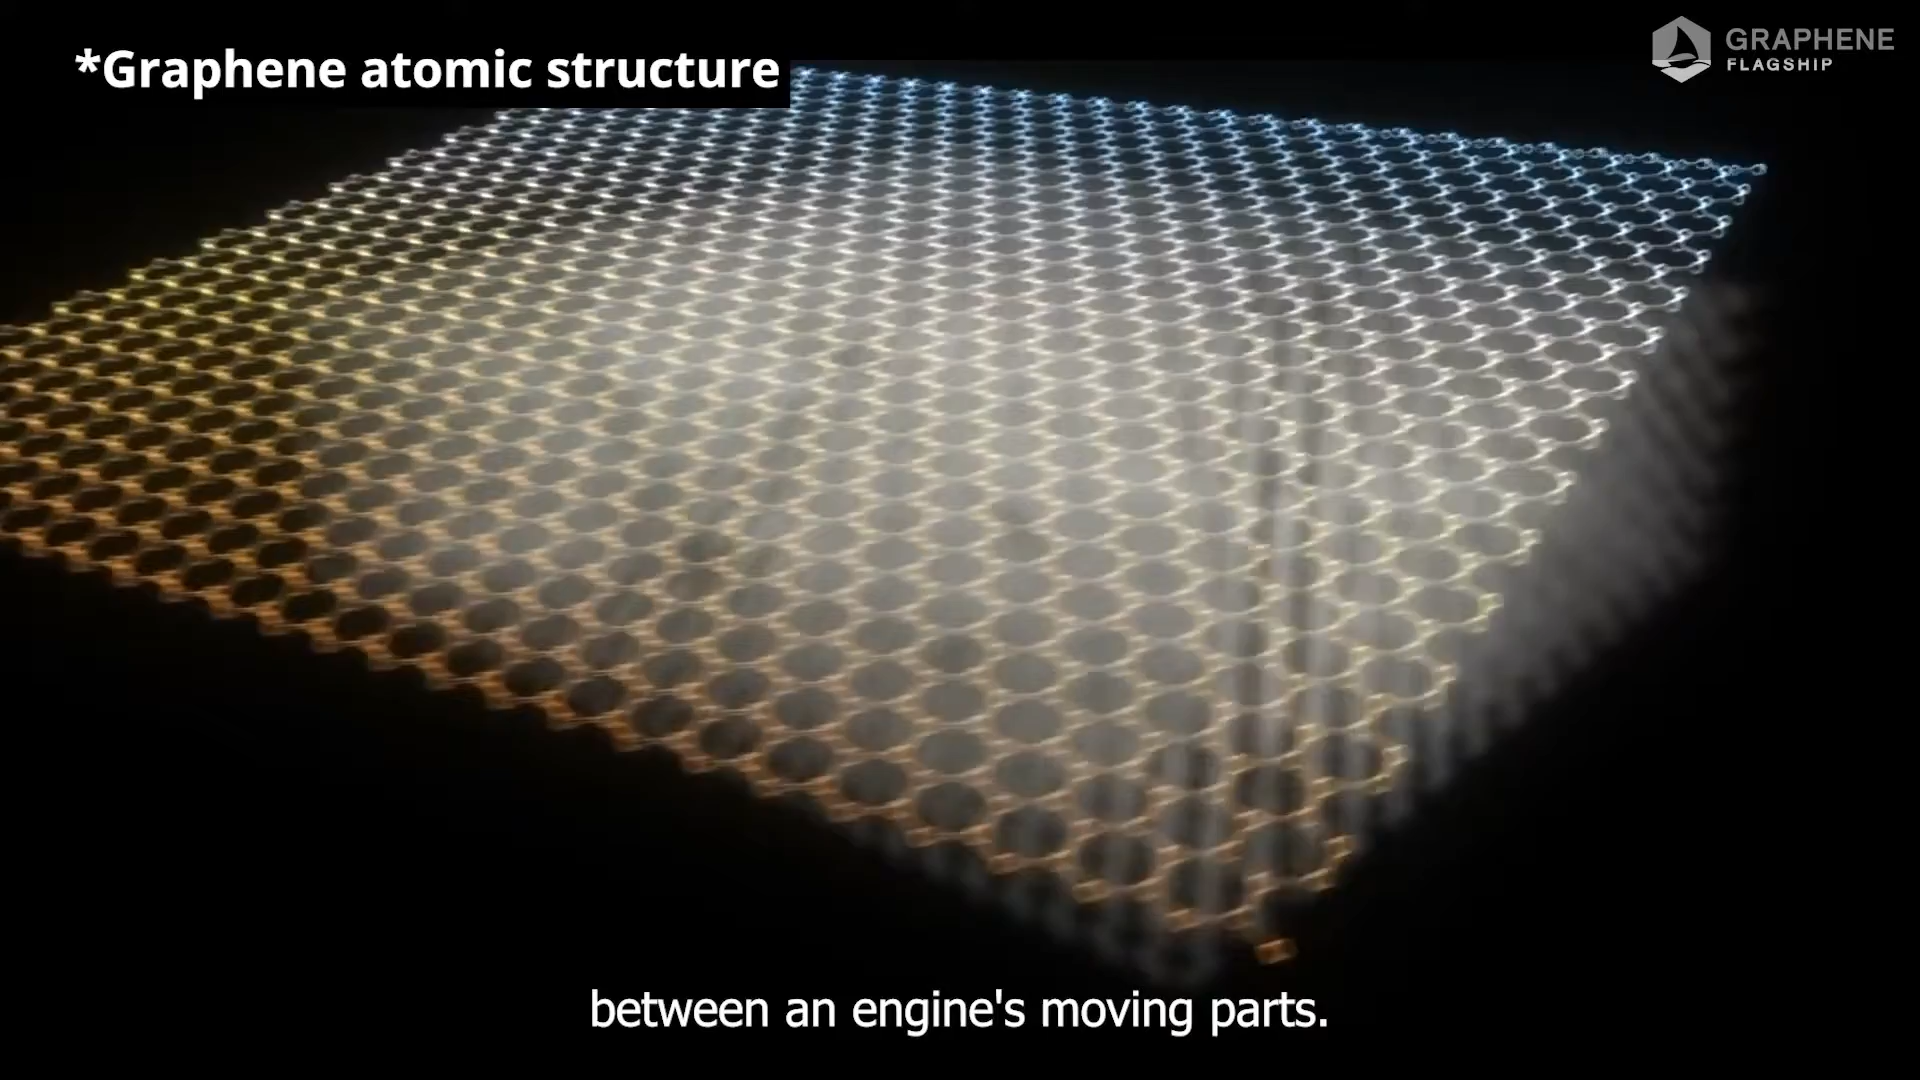 *Graphene atomic structure
GRAPHENE
FLAGSHIP
between an engine's moving parts.